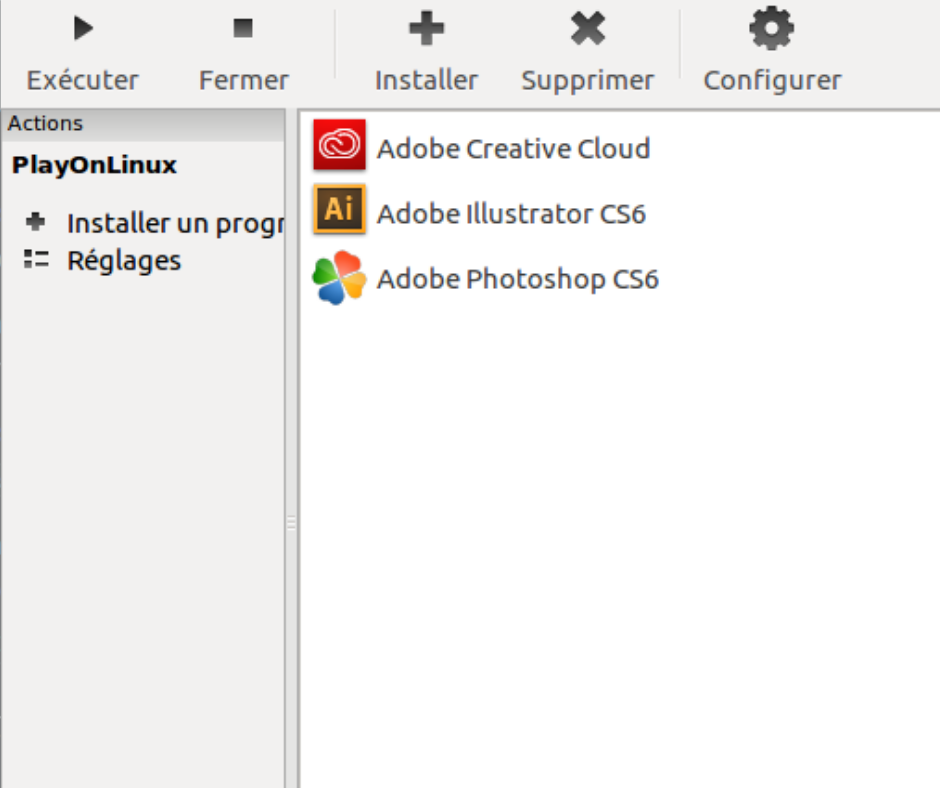 Exécuter Fermer Installer Supprimer Configurer
Actions
PlayOnLinux
Installer un progr
Réglages
Adobe Creative Cloud
Ai Adobe Illustrator CS6
Adobe Photoshop CS6